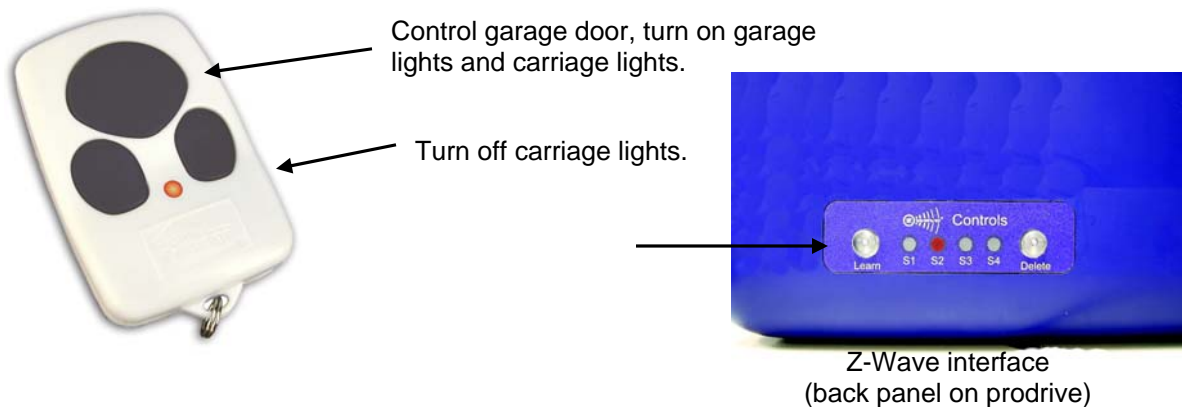 Control garage door, turn on garage
lights and carriage lights.
Turn off carriage lights.
Controls
Learn S1 S2 S3 S4 Delete
Z-Wave interface
(back panel on prodrive)